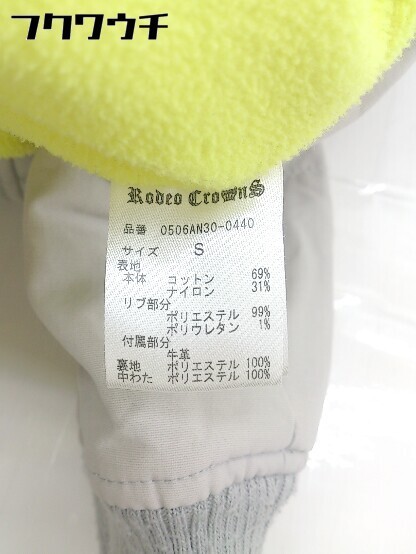 フクワウチ
Rodeo CrownS
品番 0506AN30-0440
サイズ S
表地
本体 コットン 69%
ナイロン 31%
リブ部分
ポリエステル 99%
ポリウレタン 1%
付属部分
牛革
裏地 ポリエステル 100%
中わた ポリエステル 100%